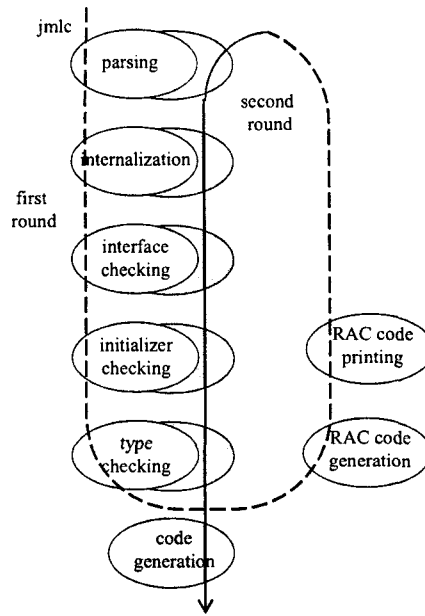 jmlc
parsing
second
round
internalization
first
round
interface
checking
initializer
checking
RAC code
printing
type
checking
RAC code
generation
code
generation